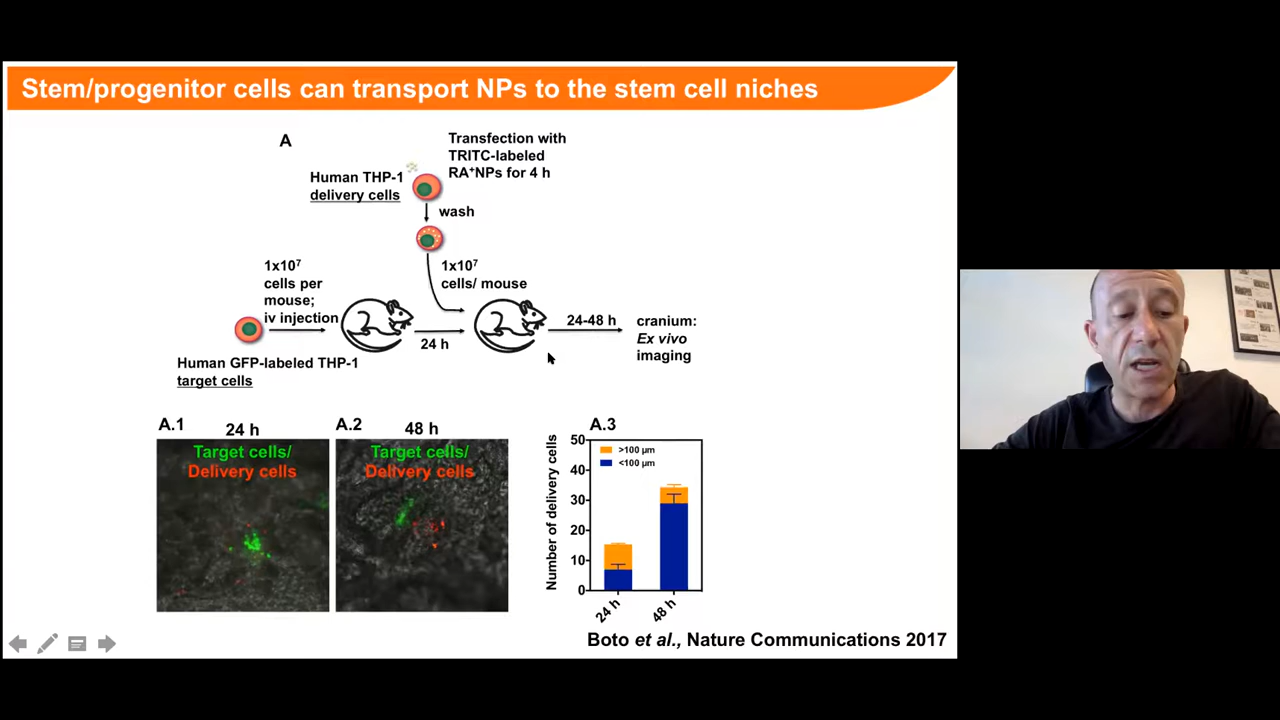 Stem/progenitor cells can transport NPs to the stem cell niches
A
Transfection with
TRITC-labeled
RA⁺NPs for 4 h
Human THP-1
delivery cells
wash
1x10⁷
cells per
mouse;
iv injection
1x10⁷
cells/ mouse
24 h
24-48 h
cranium:
Ex vivo
imaging
Human GFP-labeled THP-1
target cells
A.1
24 h
Target cells/
Delivery cells
A.2
48 h
Target cells/
Delivery cells
A.3
Number of delivery cells
50
40
30
20
10
0
>100 µm
<100 µm
24 h
48 h
Boto et al., Nature Communications 2017